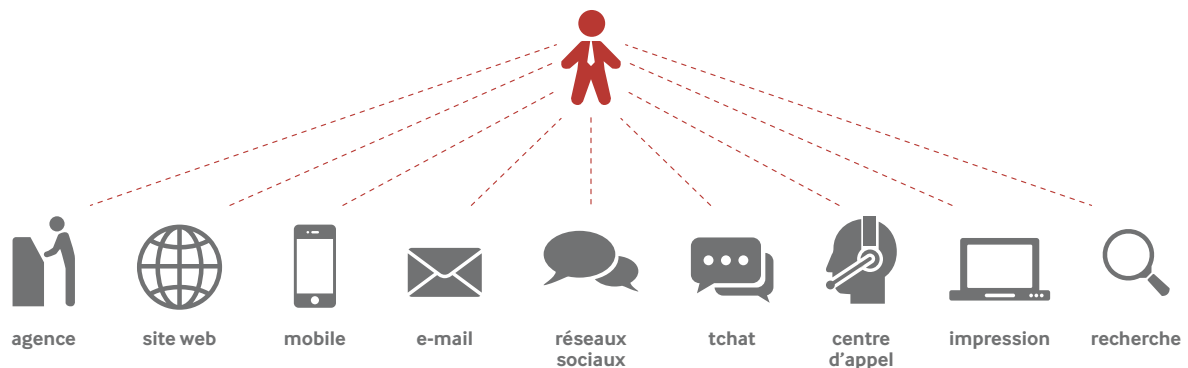 agence
site web
mobile
e-mail
réseaux
sociaux
tchat
centre
d’appel
impression
recherche